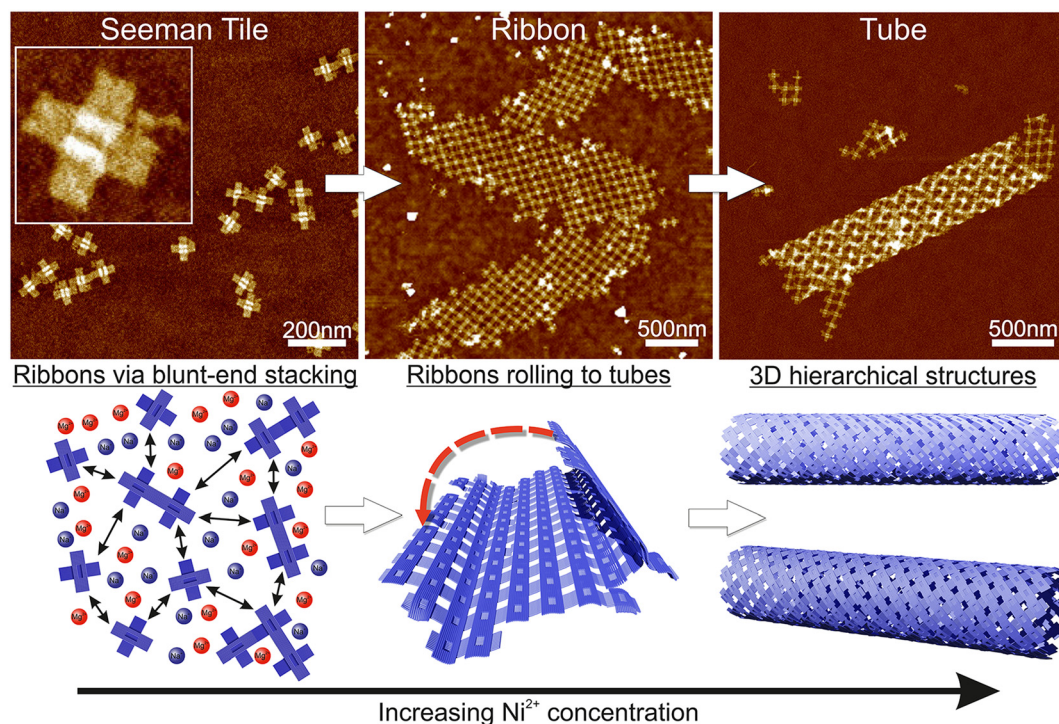 Seeman Tile
Ribbon
Tube
200nm
500nm
500nm
Ribbons via blunt-end stacking
Ribbons rolling to tubes
3D hierarchical structures
Increasing Ni²⁺ concentration